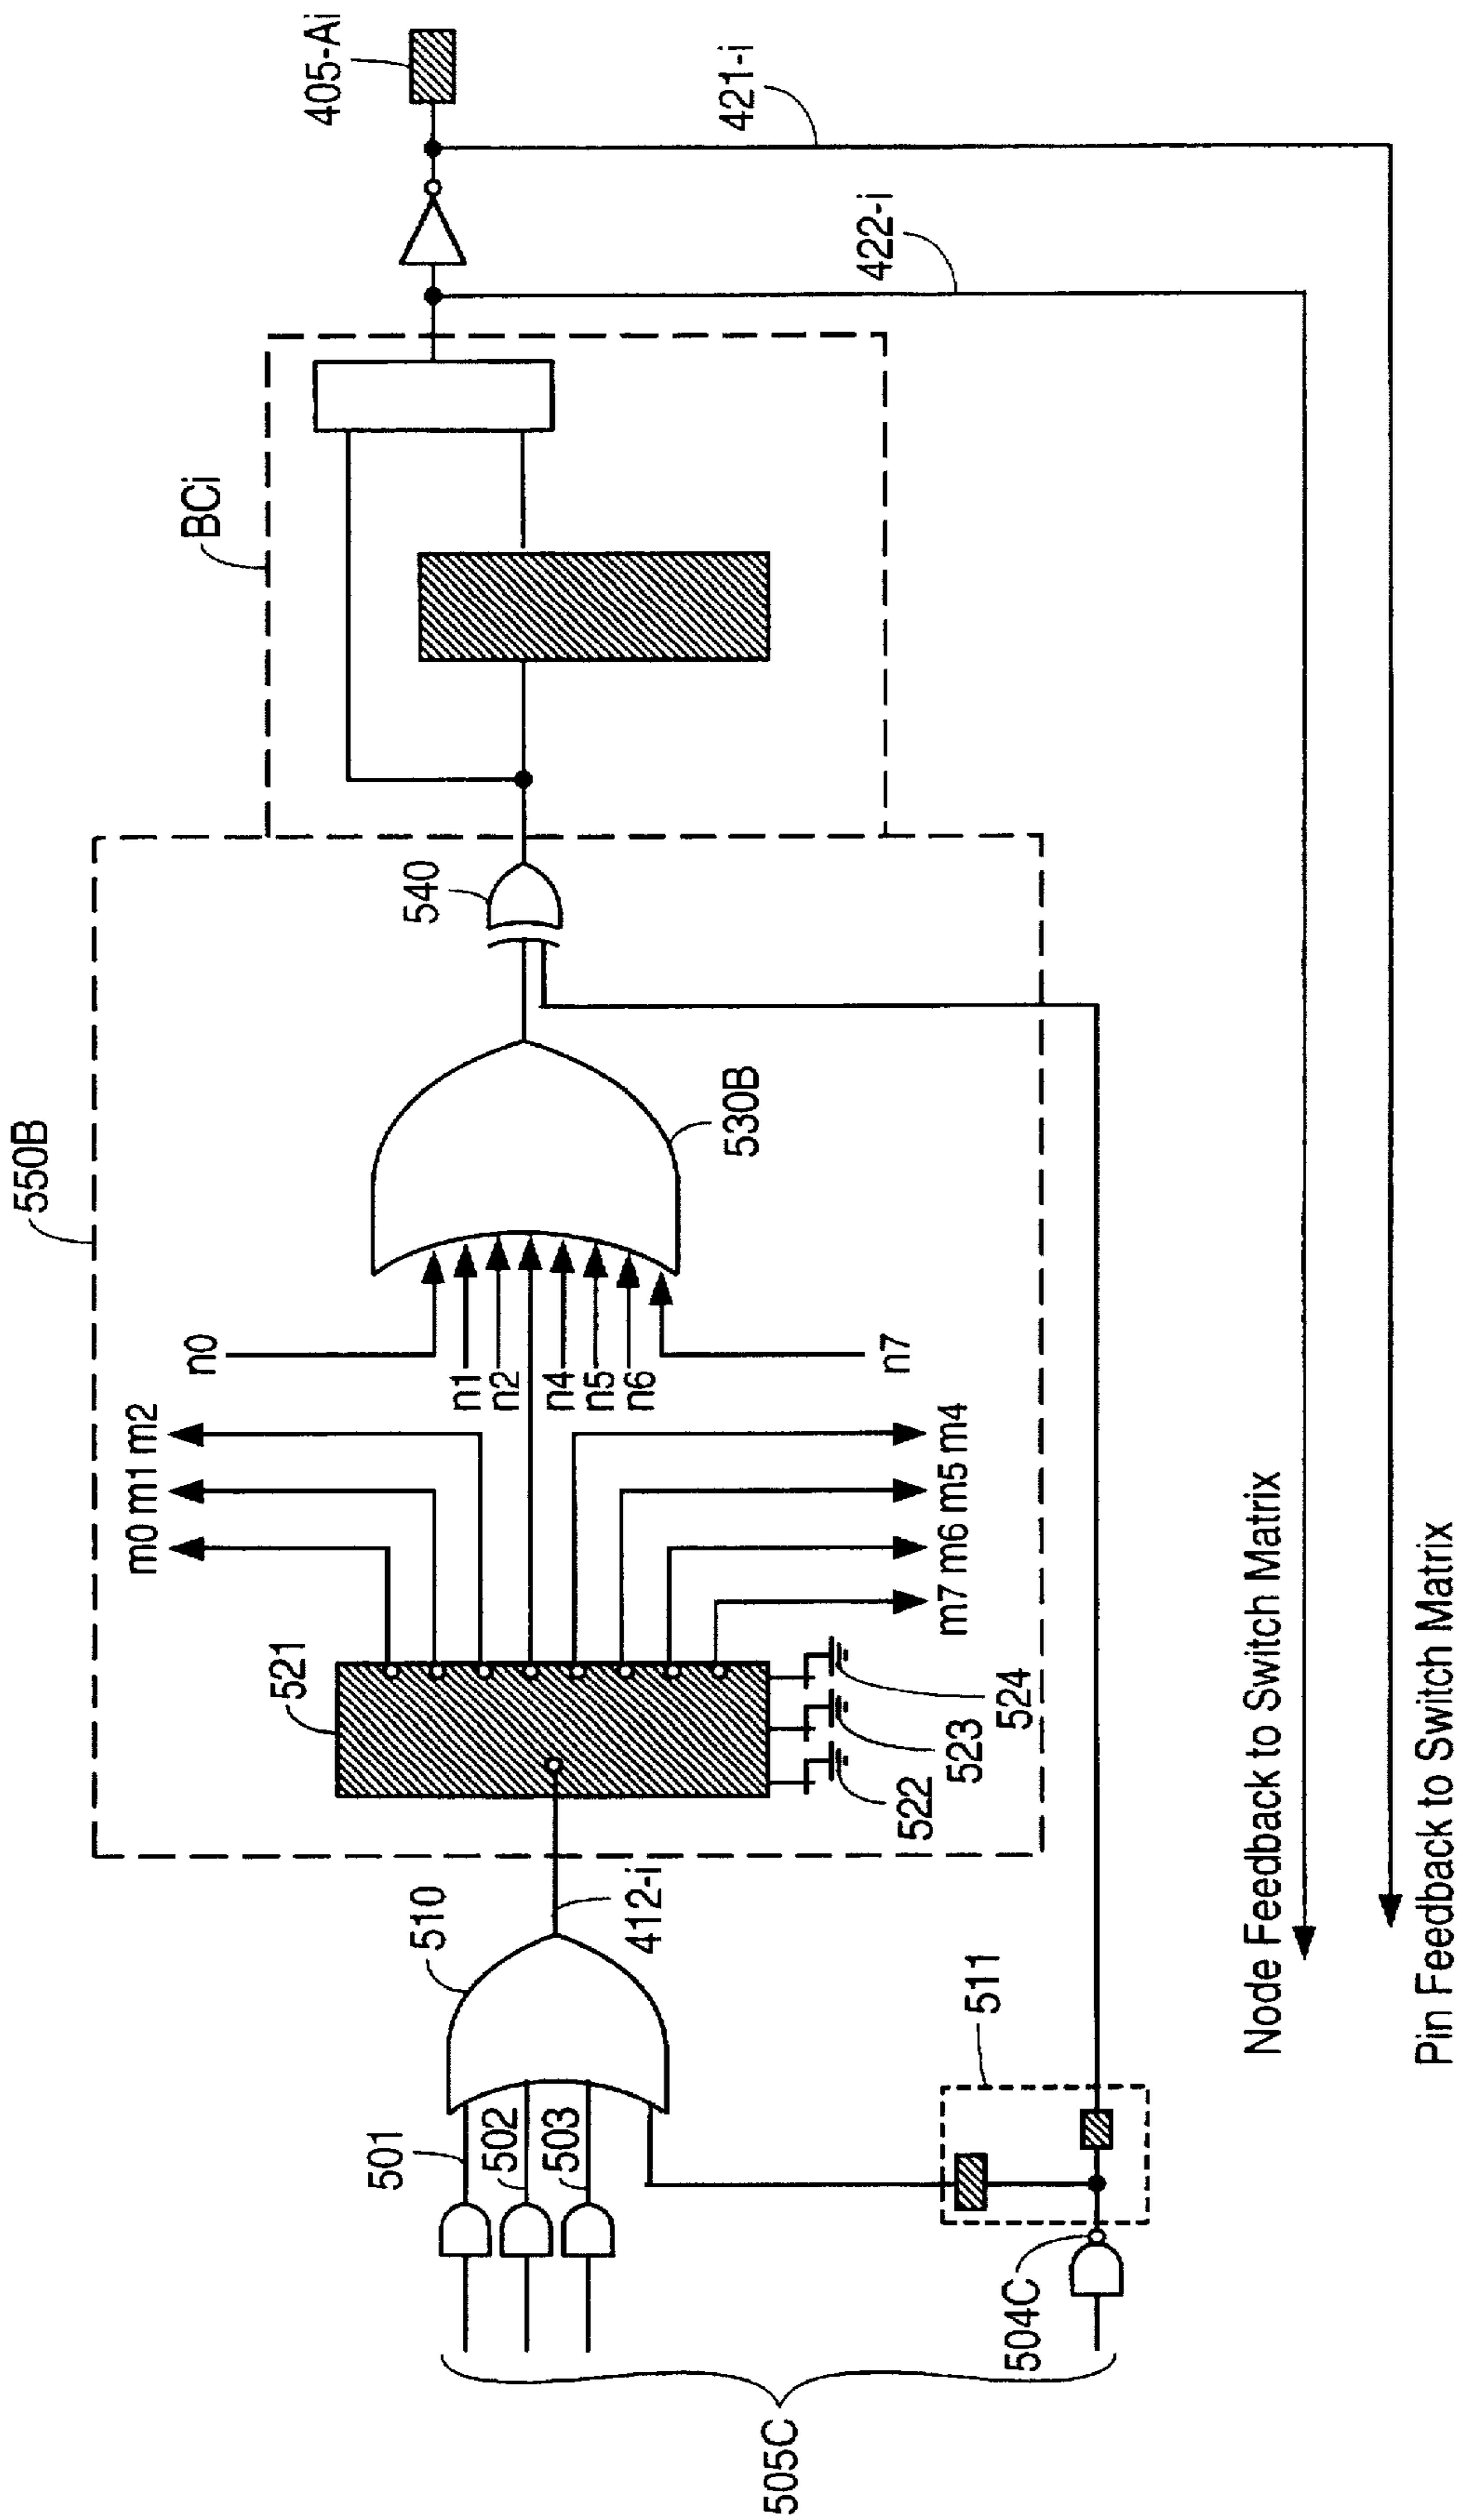 550B
BCi
405-Ai
m0 m1 m2
n0
521
540
510
501
502
503
n1
n2
n4
n5
n6
530B
412-i
522
523
524
m7 m6 m5 m4
n7
422-i
421-i
505C
504C
511
Node Feedback to Switch Matrix
Pin Feedback to Switch Matrix